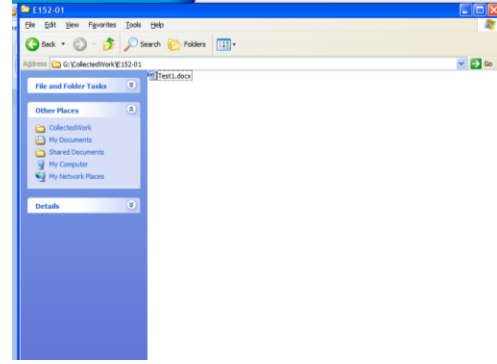 E152-01
File Edit View Favorites Tools Help
Back Search Folders
Address G:\CollectedWork\E152-01 Go
Test1.docx
File and Folder Tasks
Other Places
CollectedWork
My Documents
Shared Documents
My Computer
My Network Places
Details